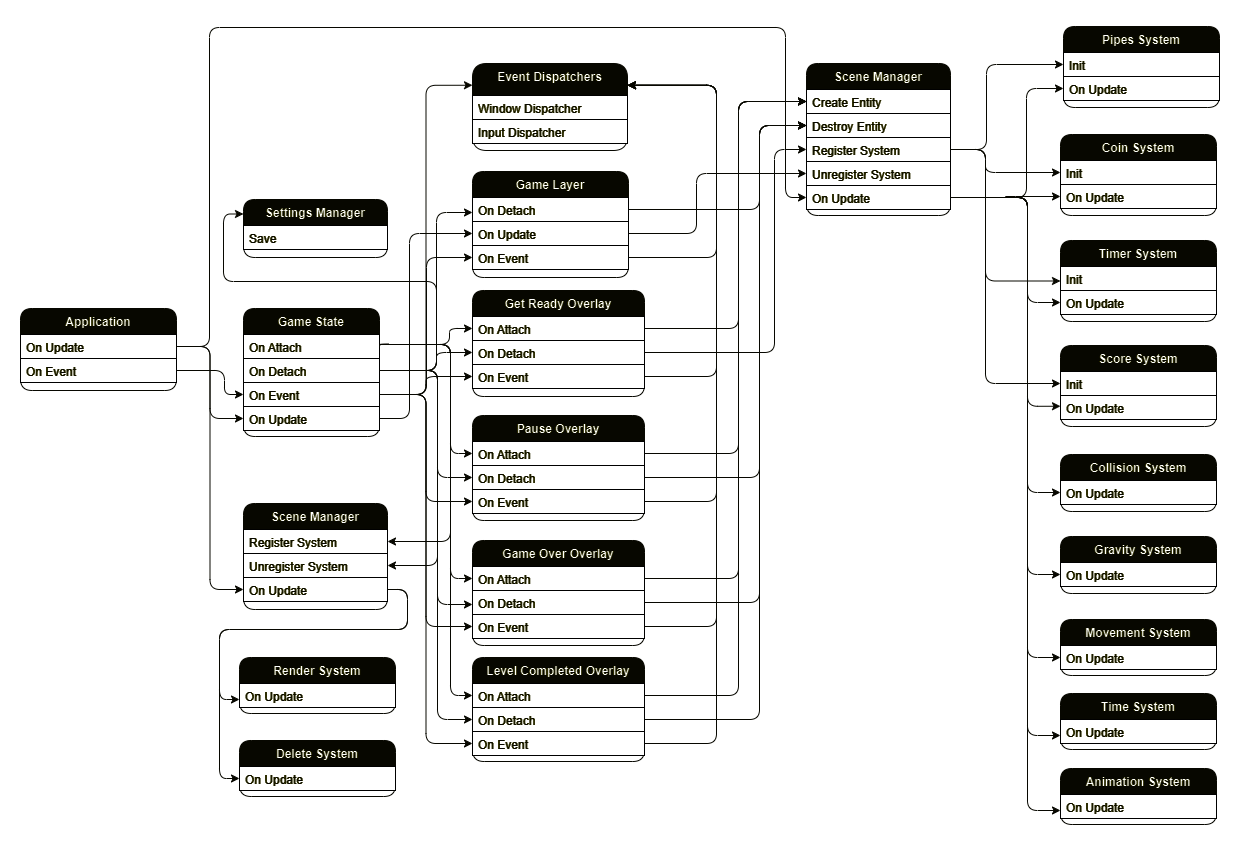 Application
On Update
On Event
Settings Manager
Save
Game State
On Attach
On Detach
On Event
On Update
Scene Manager
Register System
Unregister System
On Update
Render System
On Update
Delete System
On Update
Event Dispatchers
Window Dispatcher
Input Dispatcher
Game Layer
On Detach
On Update
On Event
Get Ready Overlay
On Attach
On Detach
On Event
Pause Overlay
On Attach
On Detach
On Event
Game Over Overlay
On Attach
On Detach
On Event
Level Completed Overlay
On Attach
On Detach
On Event
Scene Manager
Create Entity
Destroy Entity
Register System
Unregister System
On Update
Pipes System
Init
On Update
Coin System
Init
On Update
Timer System
Init
On Update
Score System
Init
On Update
Collision System
On Update
Gravity System
On Update
Movement System
On Update
Time System
On Update
Animation System
On Update